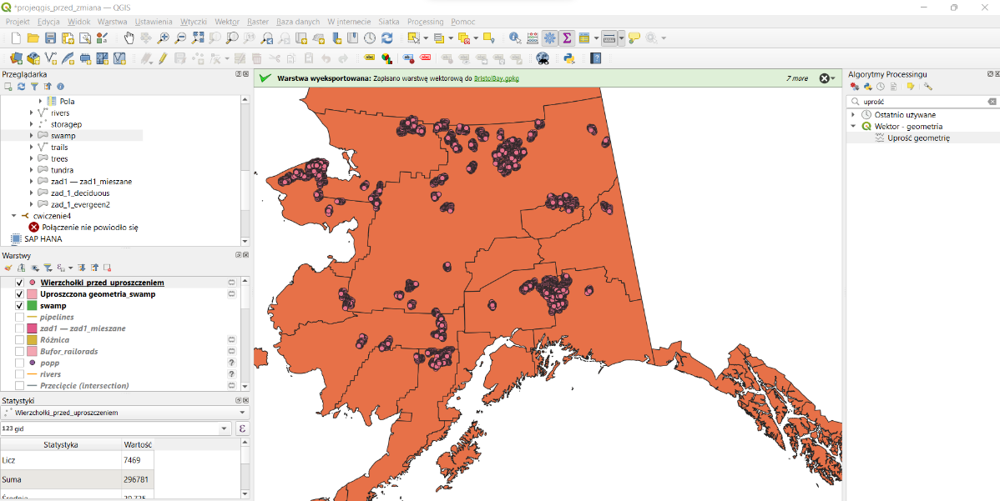 *projeqgis_przed_zmiana — QGIS
Projekt Edycja Widok Warstwa Ustawienia Wtyczki Wektor Raster Baza danych W internecie Siatka Processing Pomoc
Przeglądarka
Pola
rivers
storagep
swamp
trails
trees
tundra
zad1 — zad1_mieszane
zad_1_deciduous
zad_1_evergeen2
cwiczenie4
Połączenie nie powiodło się
SAP HANA
Warstwy
Wierzchołki_przed_uproszczeniem
Uproszczona geometria_swamp
swamp
pipelines
zad1 — zad1_mieszane
Różnica
Bufor_railorads
popp
rivers
Przecięcie (intersection)
Statystyki
Wierzchołki_przed_uproszczeniem
123 gid
Statystyka Wartość
Licz 7469
Suma 296781
Warstwa wyeksportowana: Zapisano warstwę wektorową do BristolBay.gpkg
7 more
Algorytmy Processingu
uprość
Ostatnio używane
Wektor - geometria
Uprość geometrię